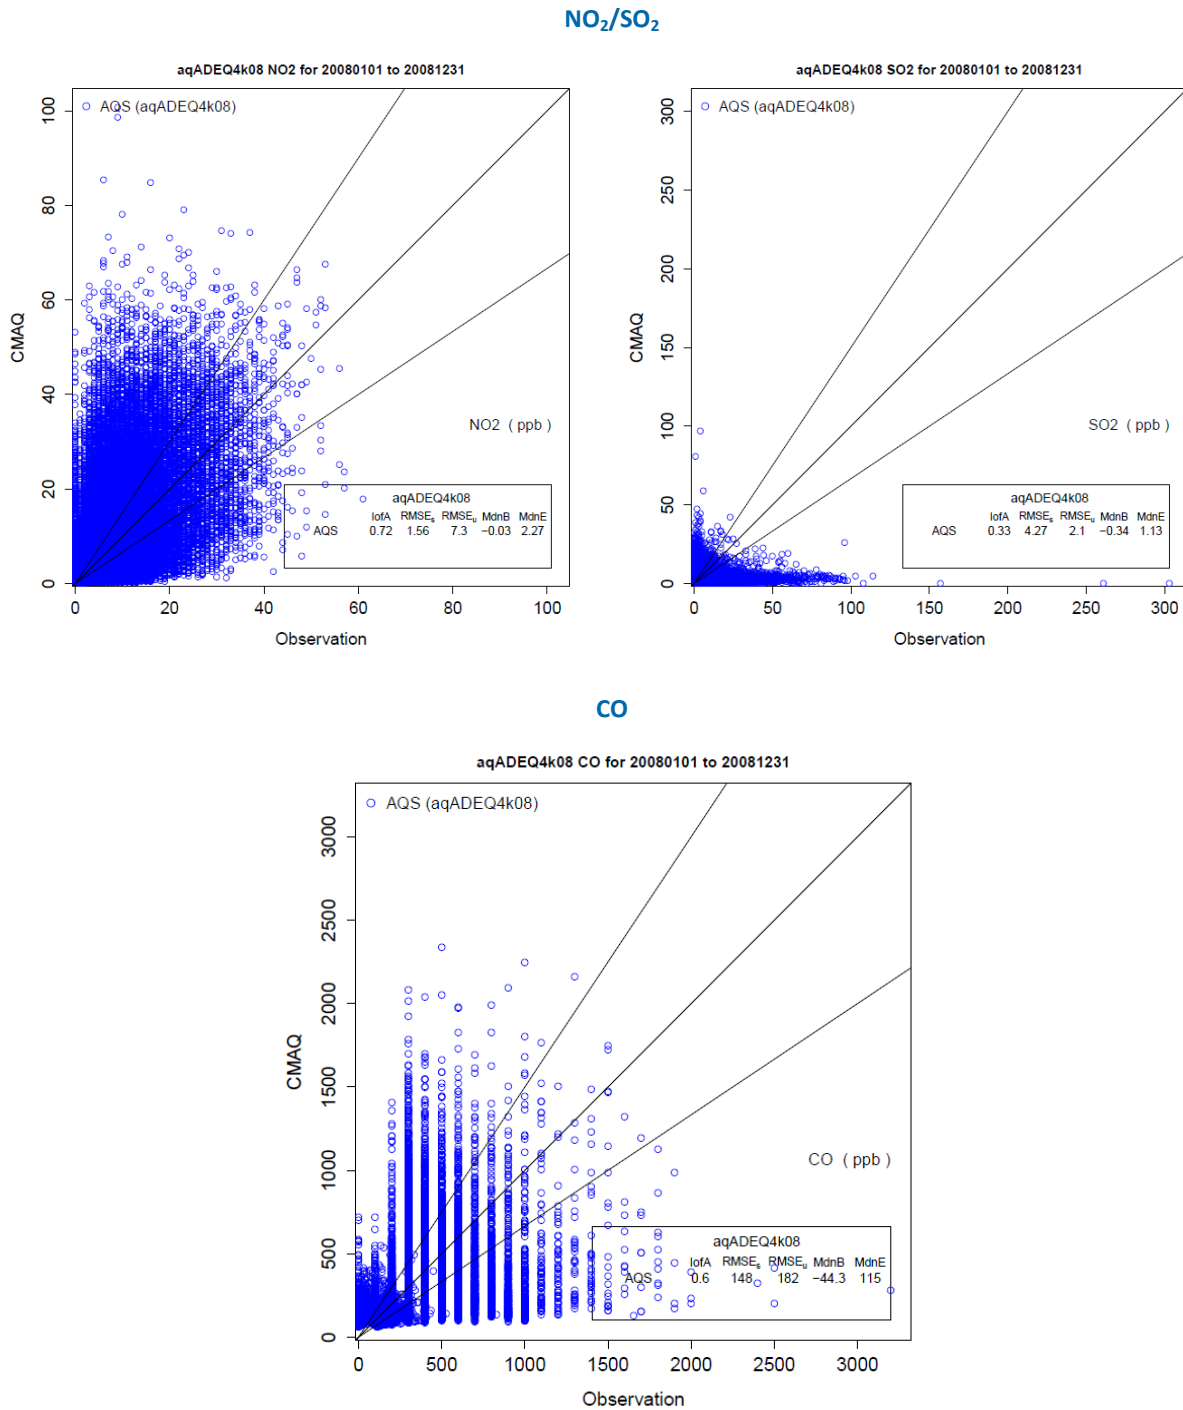 NO₂/SO₂
aqADEQ4k08 NO2 for 20080101 to 20081231
AQS (aqADEQ4k08)
CMAQ
100
80
60
40
20
0
NO2 ( ppb )
aqADEQ4k08
IofA RMSEₛ RMSEᵤ MdnB MdnE
AQS 0.72 1.56 7.3 −0.03 2.27
0 20 40 60 80 100
Observation
aqADEQ4k08 SO2 for 20080101 to 20081231
AQS (aqADEQ4k08)
CMAQ
300
250
200
150
100
50
0
SO2 ( ppb )
aqADEQ4k08
IofA RMSEₛ RMSEᵤ MdnB MdnE
AQS 0.33 4.27 2.1 −0.34 1.13
0 50 100 150 200 250 300
Observation
CO
aqADEQ4k08 CO for 20080101 to 20081231
AQS (aqADEQ4k08)
CMAQ
3000
2500
2000
1500
1000
500
0
CO ( ppb )
aqADEQ4k08
IofA RMSEₛ RMSEᵤ MdnB MdnE
AQS 0.6 148 182 −44.3 115
0 500 1000 1500 2000 2500 3000
Observation